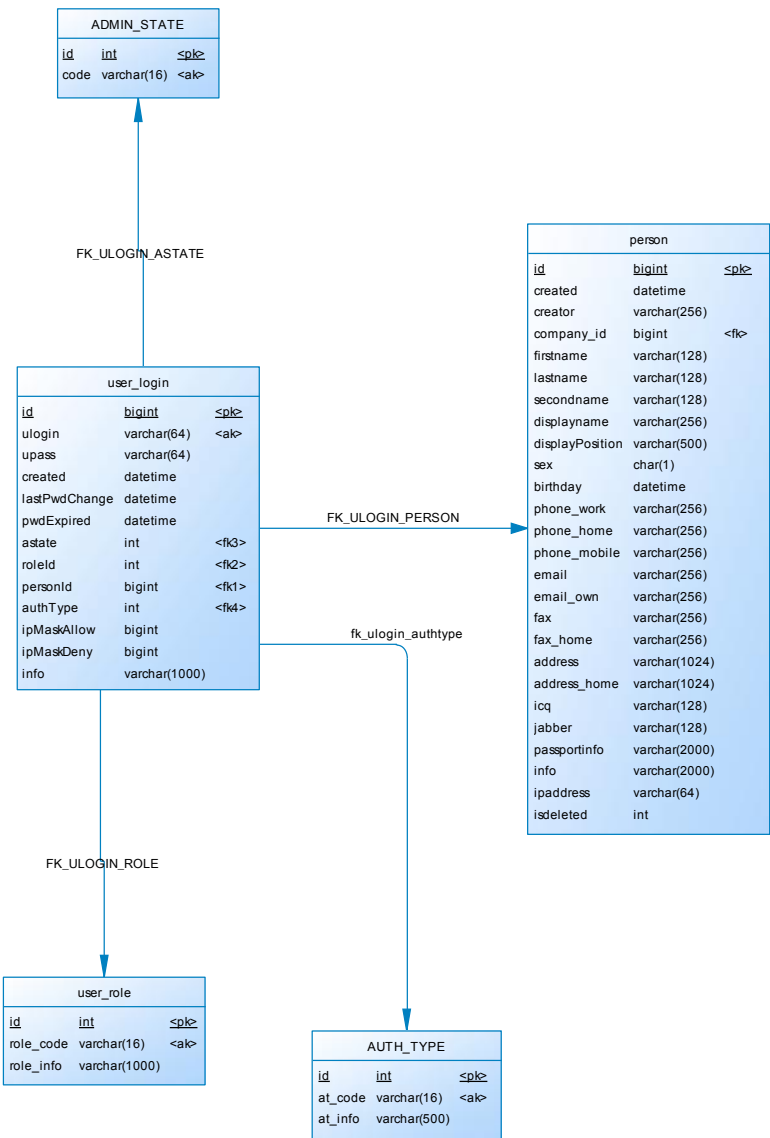 ADMIN_STATE
id int <pk>
code varchar(16) <ak>
FK_ULOGIN_ASTATE
person
id bigint <pk>
created datetime
creator varchar(256)
company_id bigint <fk>
firstname varchar(128)
lastname varchar(128)
secondname varchar(128)
displayname varchar(256)
displayPosition varchar(500)
sex char(1)
birthday datetime
phone_work varchar(256)
phone_home varchar(256)
phone_mobile varchar(256)
email varchar(256)
email_own varchar(256)
fax varchar(256)
fax_home varchar(256)
address varchar(1024)
address_home varchar(1024)
icq varchar(128)
jabber varchar(128)
passportinfo varchar(2000)
info varchar(2000)
ipaddress varchar(64)
isdeleted int
user_login
id bigint <pk>
ulogin varchar(64) <ak>
upass varchar(64)
created datetime
lastPwdChange datetime
pwdExpired datetime
astate int <fk3>
roleId int <fk2>
personId bigint <fk1>
authType int <fk4>
ipMaskAllow bigint
ipMaskDeny bigint
info varchar(1000)
FK_ULOGIN_PERSON
fk_ulogin_authtype
FK_ULOGIN_ROLE
user_role
id int <pk>
role_code varchar(16) <ak>
role_info varchar(1000)
AUTH_TYPE
id int <pk>
at_code varchar(16) <ak>
at_info varchar(500)